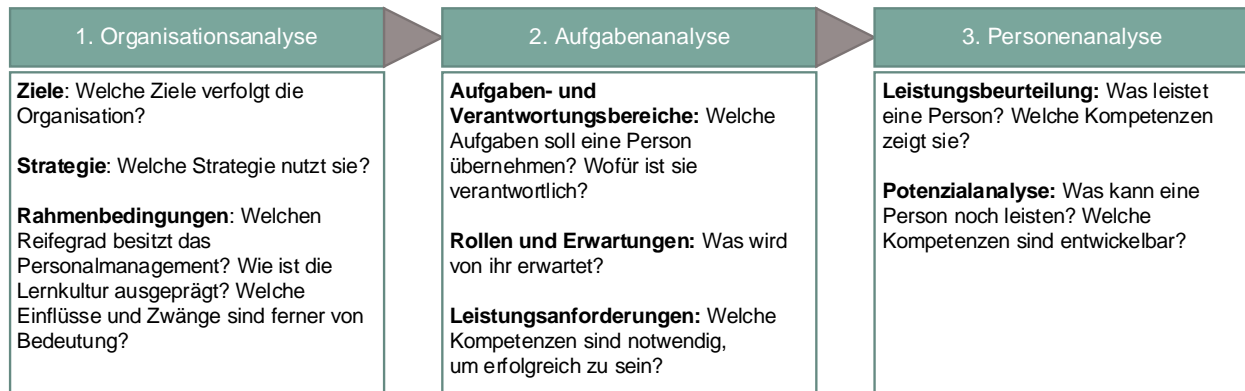 1. Organisationsanalyse
Ziele: Welche Ziele verfolgt die
Organisation?
Strategie: Welche Strategie nutzt sie?
Rahmenbedingungen: Welchen
Reifegrad besitzt das
Personalmanagement? Wie ist die
Lernkultur ausgeprägt? Welche
Einflüsse und Zwänge sind ferner von
Bedeutung?
2. Aufgabenanalyse
Aufgaben- und
Verantwortungsbereiche: Welche
Aufgaben soll eine Person
übernehmen? Wofür ist sie
verantwortlich?
Rollen und Erwartungen: Was wird
von ihr erwartet?
Leistungsanforderungen: Welche
Kompetenzen sind notwendig,
um erfolgreich zu sein?
3. Personenanalyse
Leistungsbeurteilung: Was leistet
eine Person? Welche Kompetenzen
zeigt sie?
Potenzialanalyse: Was kann eine
Person noch leisten? Welche
Kompetenzen sind entwickelbar?